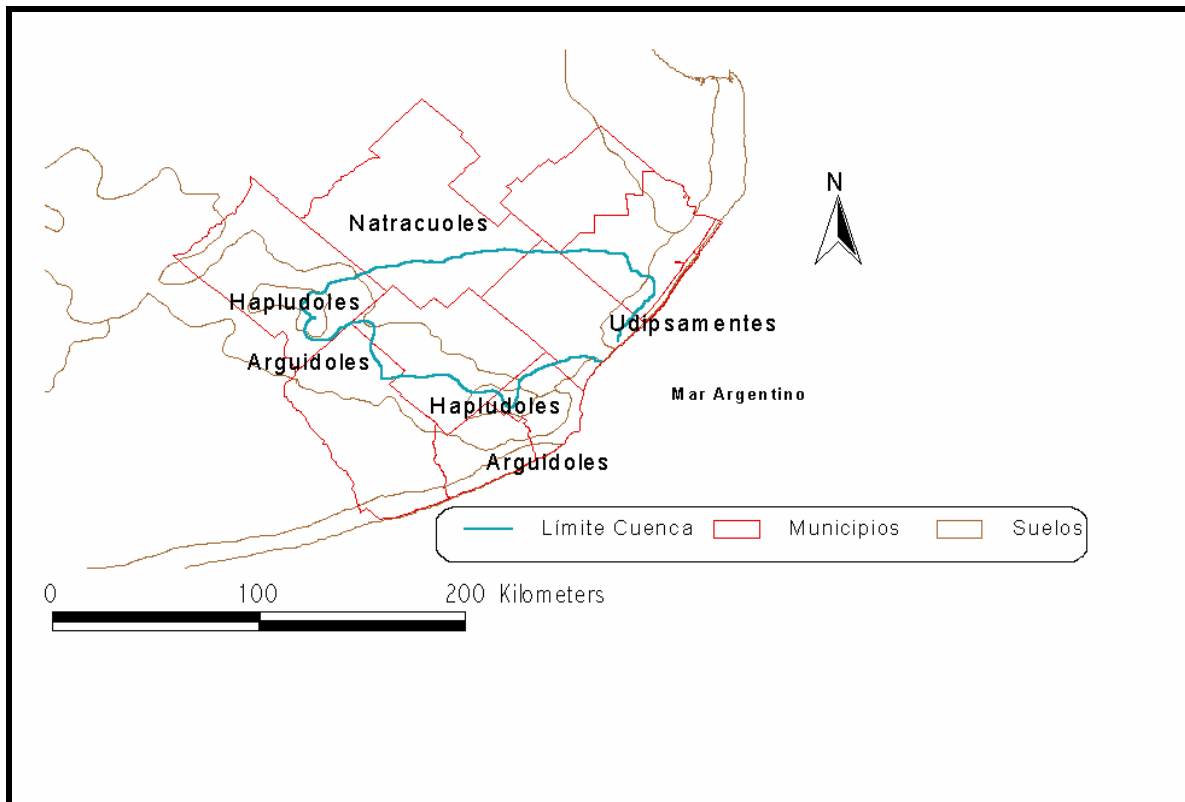 N
Natracuoles
Hapludoles
Udipsamentes
Arguidoles
Mar Argentino
Hapludoles
Arguidoles
Límite Cuenca
Municipios
Suelos
0 100 200 Kilometers